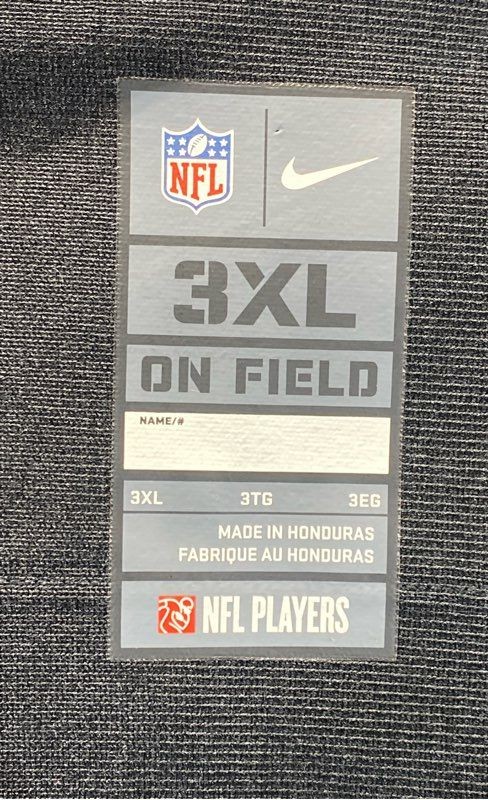 NFL
3XL
ON FIELD
NAME/#
3XL 3TG 3EG
MADE IN HONDURAS
FABRIQUE AU HONDURAS
NFL PLAYERS